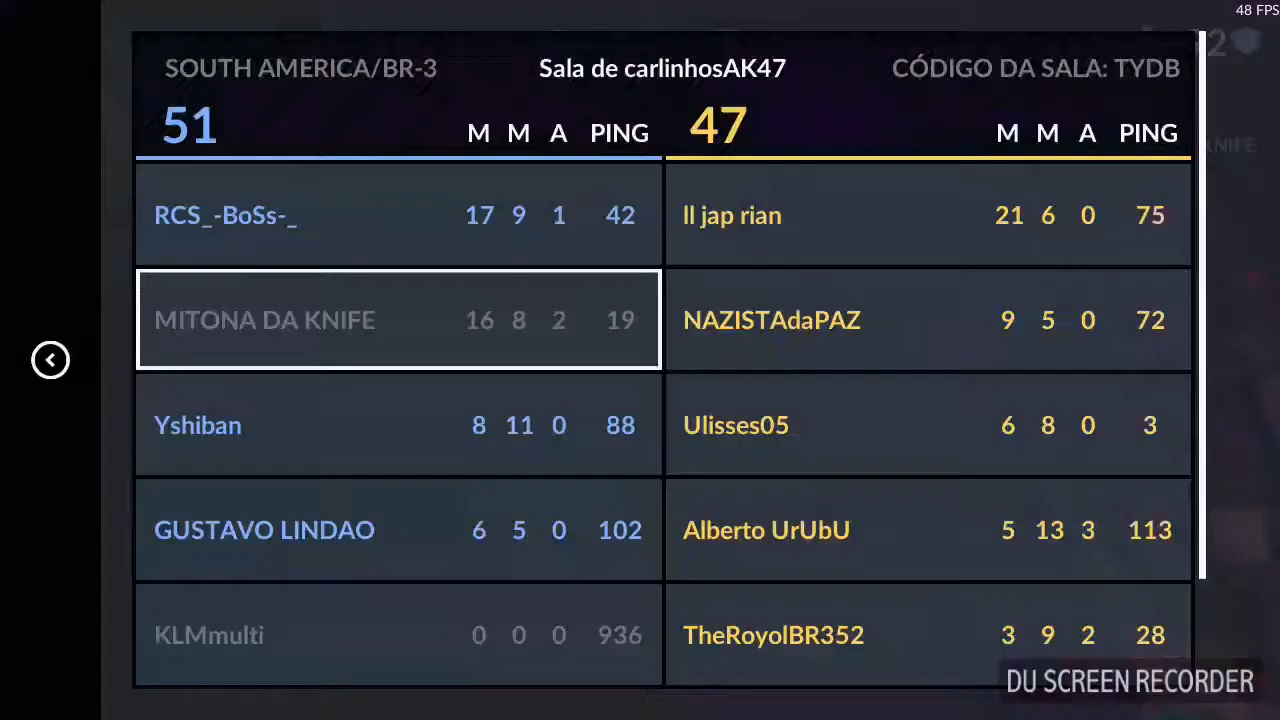 48 FPS
SOUTH AMERICA/BR-3 Sala de carlinhosAK47 CÓDIGO DA SALA: TYDB
51 M M A PING 47 M M A PING
RCS_-BoSs-_ 17 9 1 42 ll jap rian 21 6 0 75
MITONA DA KNIFE 16 8 2 19 NAZISTAdaPAZ 9 5 0 72
Yshiban 8 11 0 88 Ulisses05 6 8 0 3
GUSTAVO LINDAO 6 5 0 102 Alberto UrUbU 5 13 3 113
KLMmulti 0 0 0 936 TheRoyolBR352 3 9 2 28
DU SCREEN RECORDER